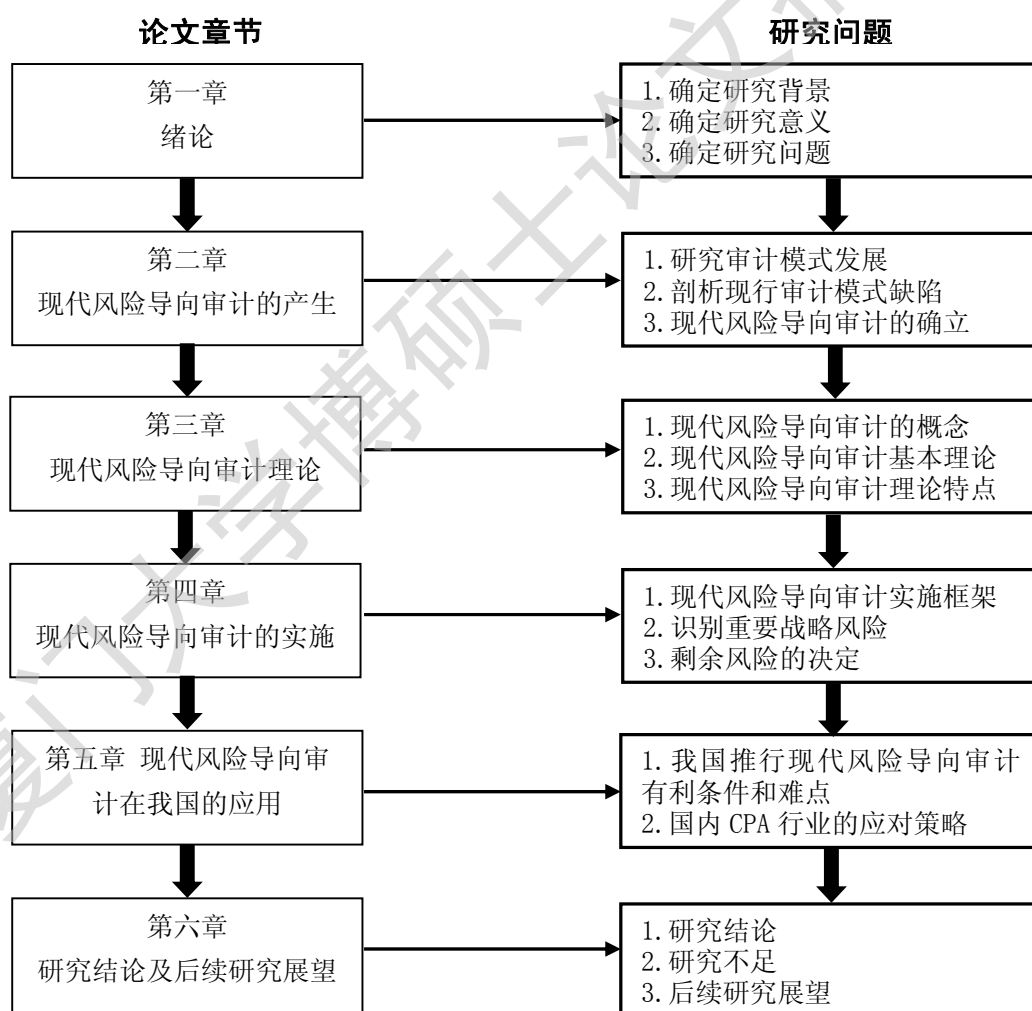 论文章节
研究问题
第一章
绪论
1.确定研究背景
2.确定研究意义
3.确定研究问题
第二章
现代风险导向审计的产生
1.研究审计模式发展
2.剖析现行审计模式缺陷
3.现代风险导向审计的确立
第三章
现代风险导向审计理论
1.现代风险导向审计的概念
2.现代风险导向审计基本理论
3.现代风险导向审计理论特点
第四章
现代风险导向审计的实施
1.现代风险导向审计实施框架
2.识别重要战略风险
3.剩余风险的决定
第五章 现代风险导向审
计在我国的应用
1.我国推行现代风险导向审计
有利条件和难点
2.国内 CPA 行业的应对策略
第六章
研究结论及后续研究展望
1.研究结论
2.研究不足
3.后续研究展望
厦门大学博硕士论文